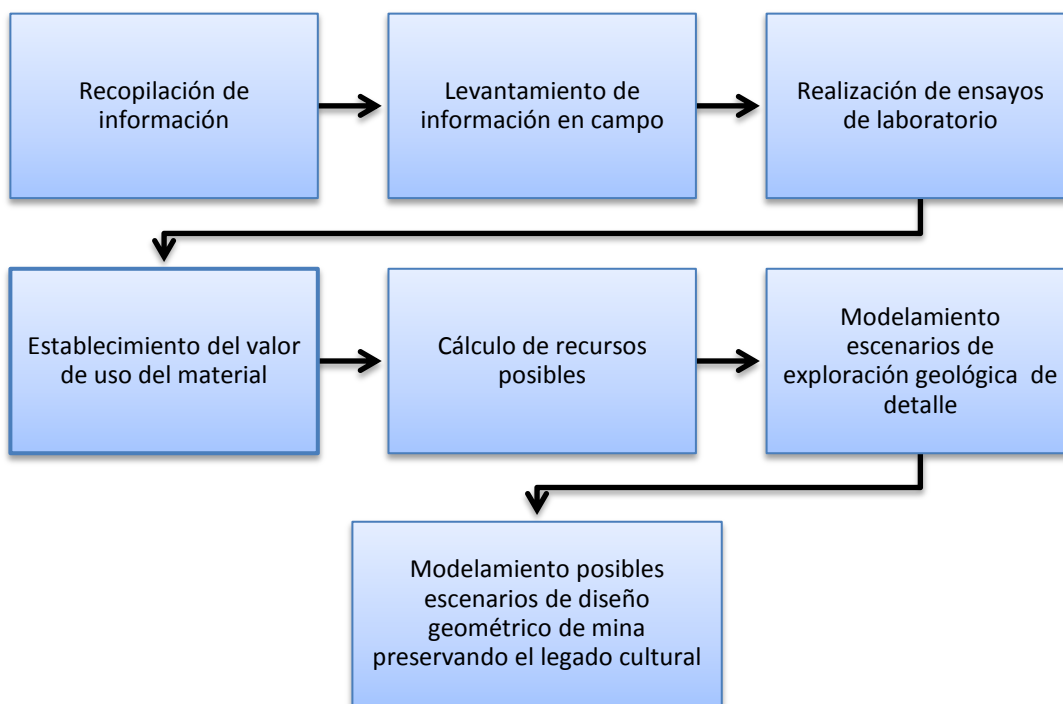 Recopilación de
información
Levantamiento de
información en campo
Realización de ensayos
de laboratorio
Establecimiento del valor
de uso del material
Cálculo de recursos
posibles
Modelamiento
escenarios de
exploración geológica de
detalle
Modelamiento posibles
escenarios de diseño
geométrico de mina
preservando el legado cultural